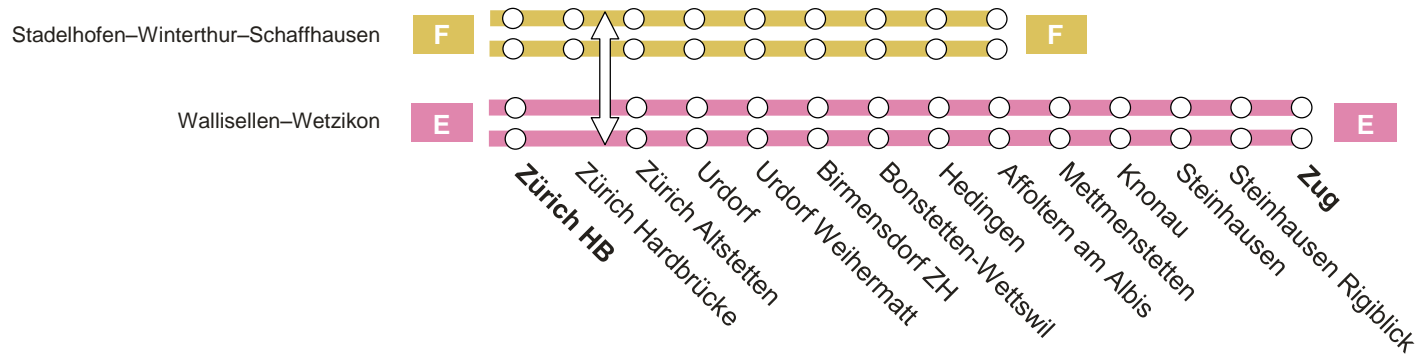 Stadelhofen–Winterthur–Schaffhausen
F
F
Wallisellen–Wetzikon
E
E
Zürich HB
Zürich Hardbrücke
Zürich Altstetten
Urdorf
Urdorf Weihermatt
Birmensdorf ZH
Bonstetten-Wettswil
Hedingen
Affoltern am Albis
Mettmenstetten
Knonau
Steinhausen
Steinhausen Rigiblick
Zug